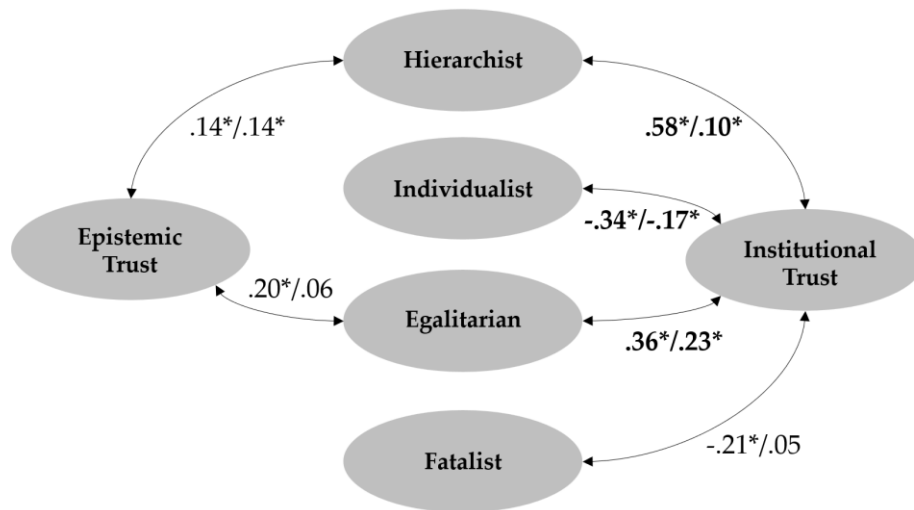 Hierarchist
.14*/.14*
.58*/.10*
Individualist
-.34*/-.17*
Epistemic
Trust
Institutional
Trust
.20*/.06
Egalitarian
.36*/.23*
Fatalist
-.21*/.05